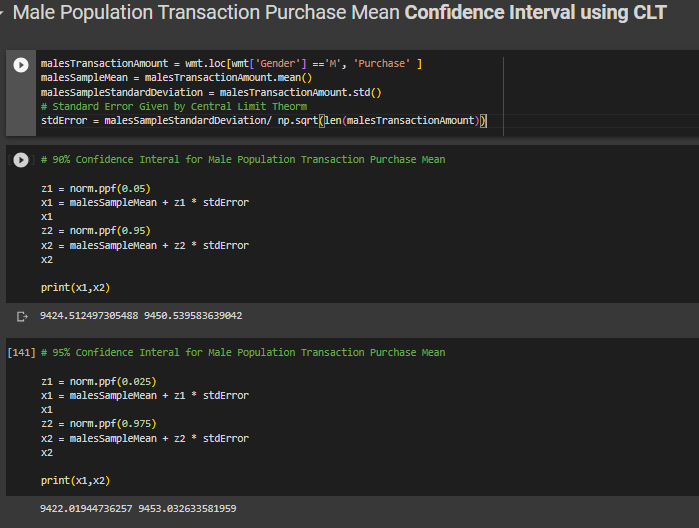 Male Population Transaction Purchase Mean Confidence Interval using CLT
malesTransactionAmount = wmt.loc[wmt['Gender'] =='M', 'Purchase' ]
malesSampleMean = malesTransactionAmount.mean()
malesSampleStandardDeviation = malesTransactionAmount.std()
# Standard Error Given by Central Limit Theorm
stdError = malesSampleStandardDeviation/ np.sqrt(len(malesTransactionAmount))
# 90% Confidence Interal for Male Population Transaction Purchase Mean
z1 = norm.ppf(0.05)
x1 = malesSampleMean + z1 * stdError
x1
z2 = norm.ppf(0.95)
x2 = malesSampleMean + z2 * stdError
x2
print(x1,x2)
9424.512497305488 9450.539583639042
[141] # 95% Confidence Interal for Male Population Transaction Purchase Mean
z1 = norm.ppf(0.025)
x1 = malesSampleMean + z1 * stdError
x1
z2 = norm.ppf(0.975)
x2 = malesSampleMean + z2 * stdError
x2
print(x1,x2)
9422.01944736257 9453.032633581959